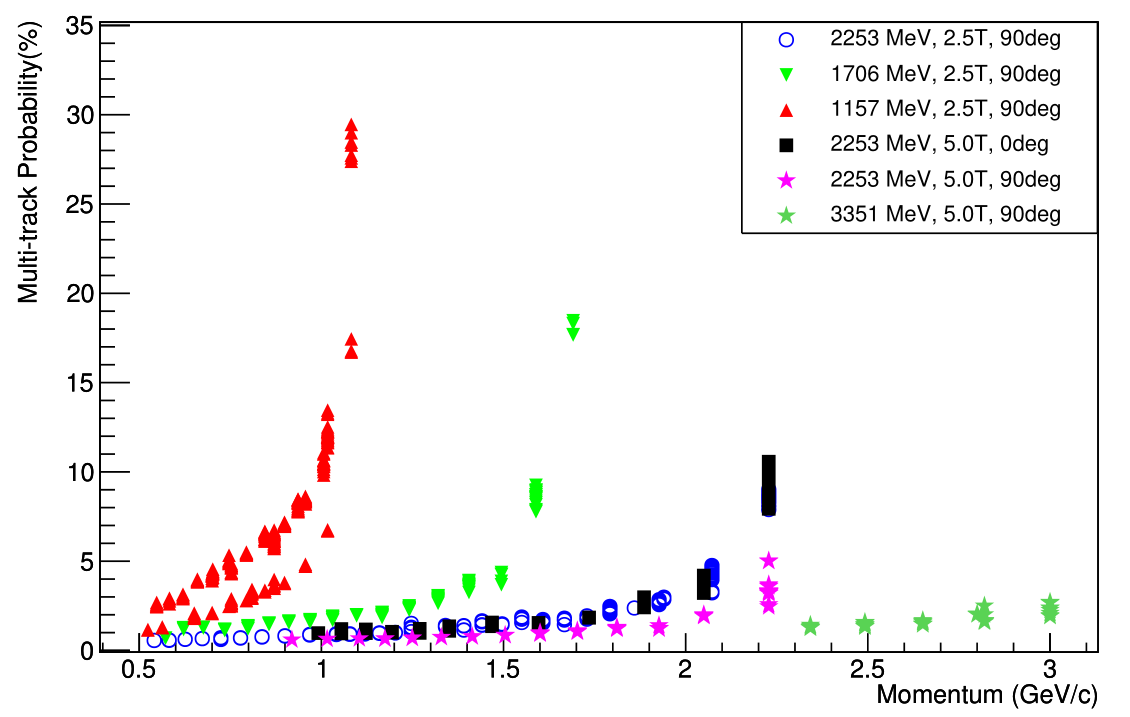 Multi-track Probability(%)
35
30
25
20
15
10
5
0
2253 MeV, 2.5T, 90deg
1706 MeV, 2.5T, 90deg
1157 MeV, 2.5T, 90deg
2253 MeV, 5.0T, 0deg
2253 MeV, 5.0T, 90deg
3351 MeV, 5.0T, 90deg
0.5 1 1.5 2 2.5 3
Momentum (GeV/c)